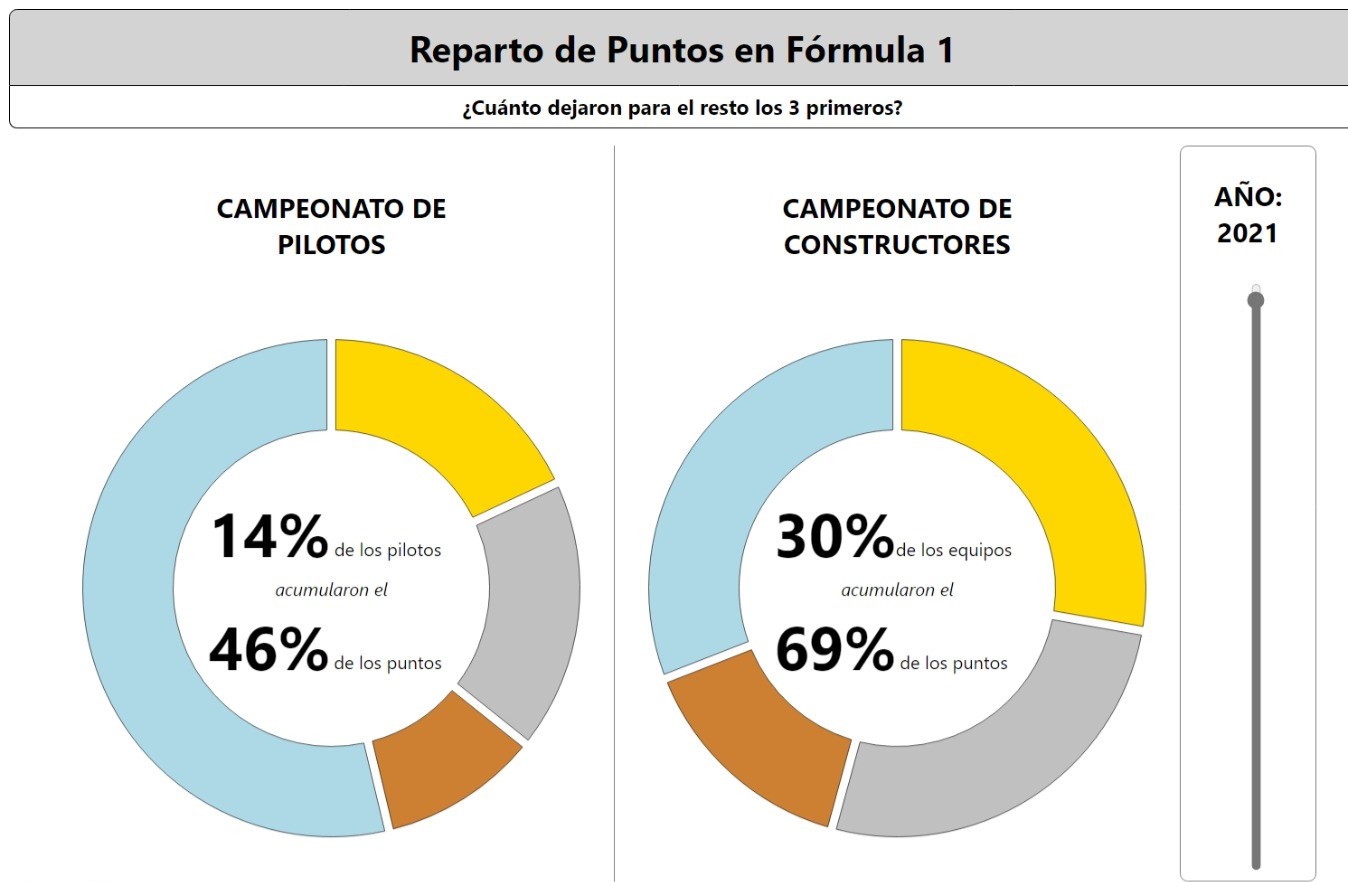 Reparto de Puntos en Fórmula 1
¿Cuánto dejaron para el resto los 3 primeros?
CAMPEONATO DE
PILOTOS
14% de los pilotos
acumularon el
46% de los puntos
CAMPEONATO DE
CONSTRUCTORES
30% de los equipos
acumularon el
69% de los puntos
AÑO:
2021